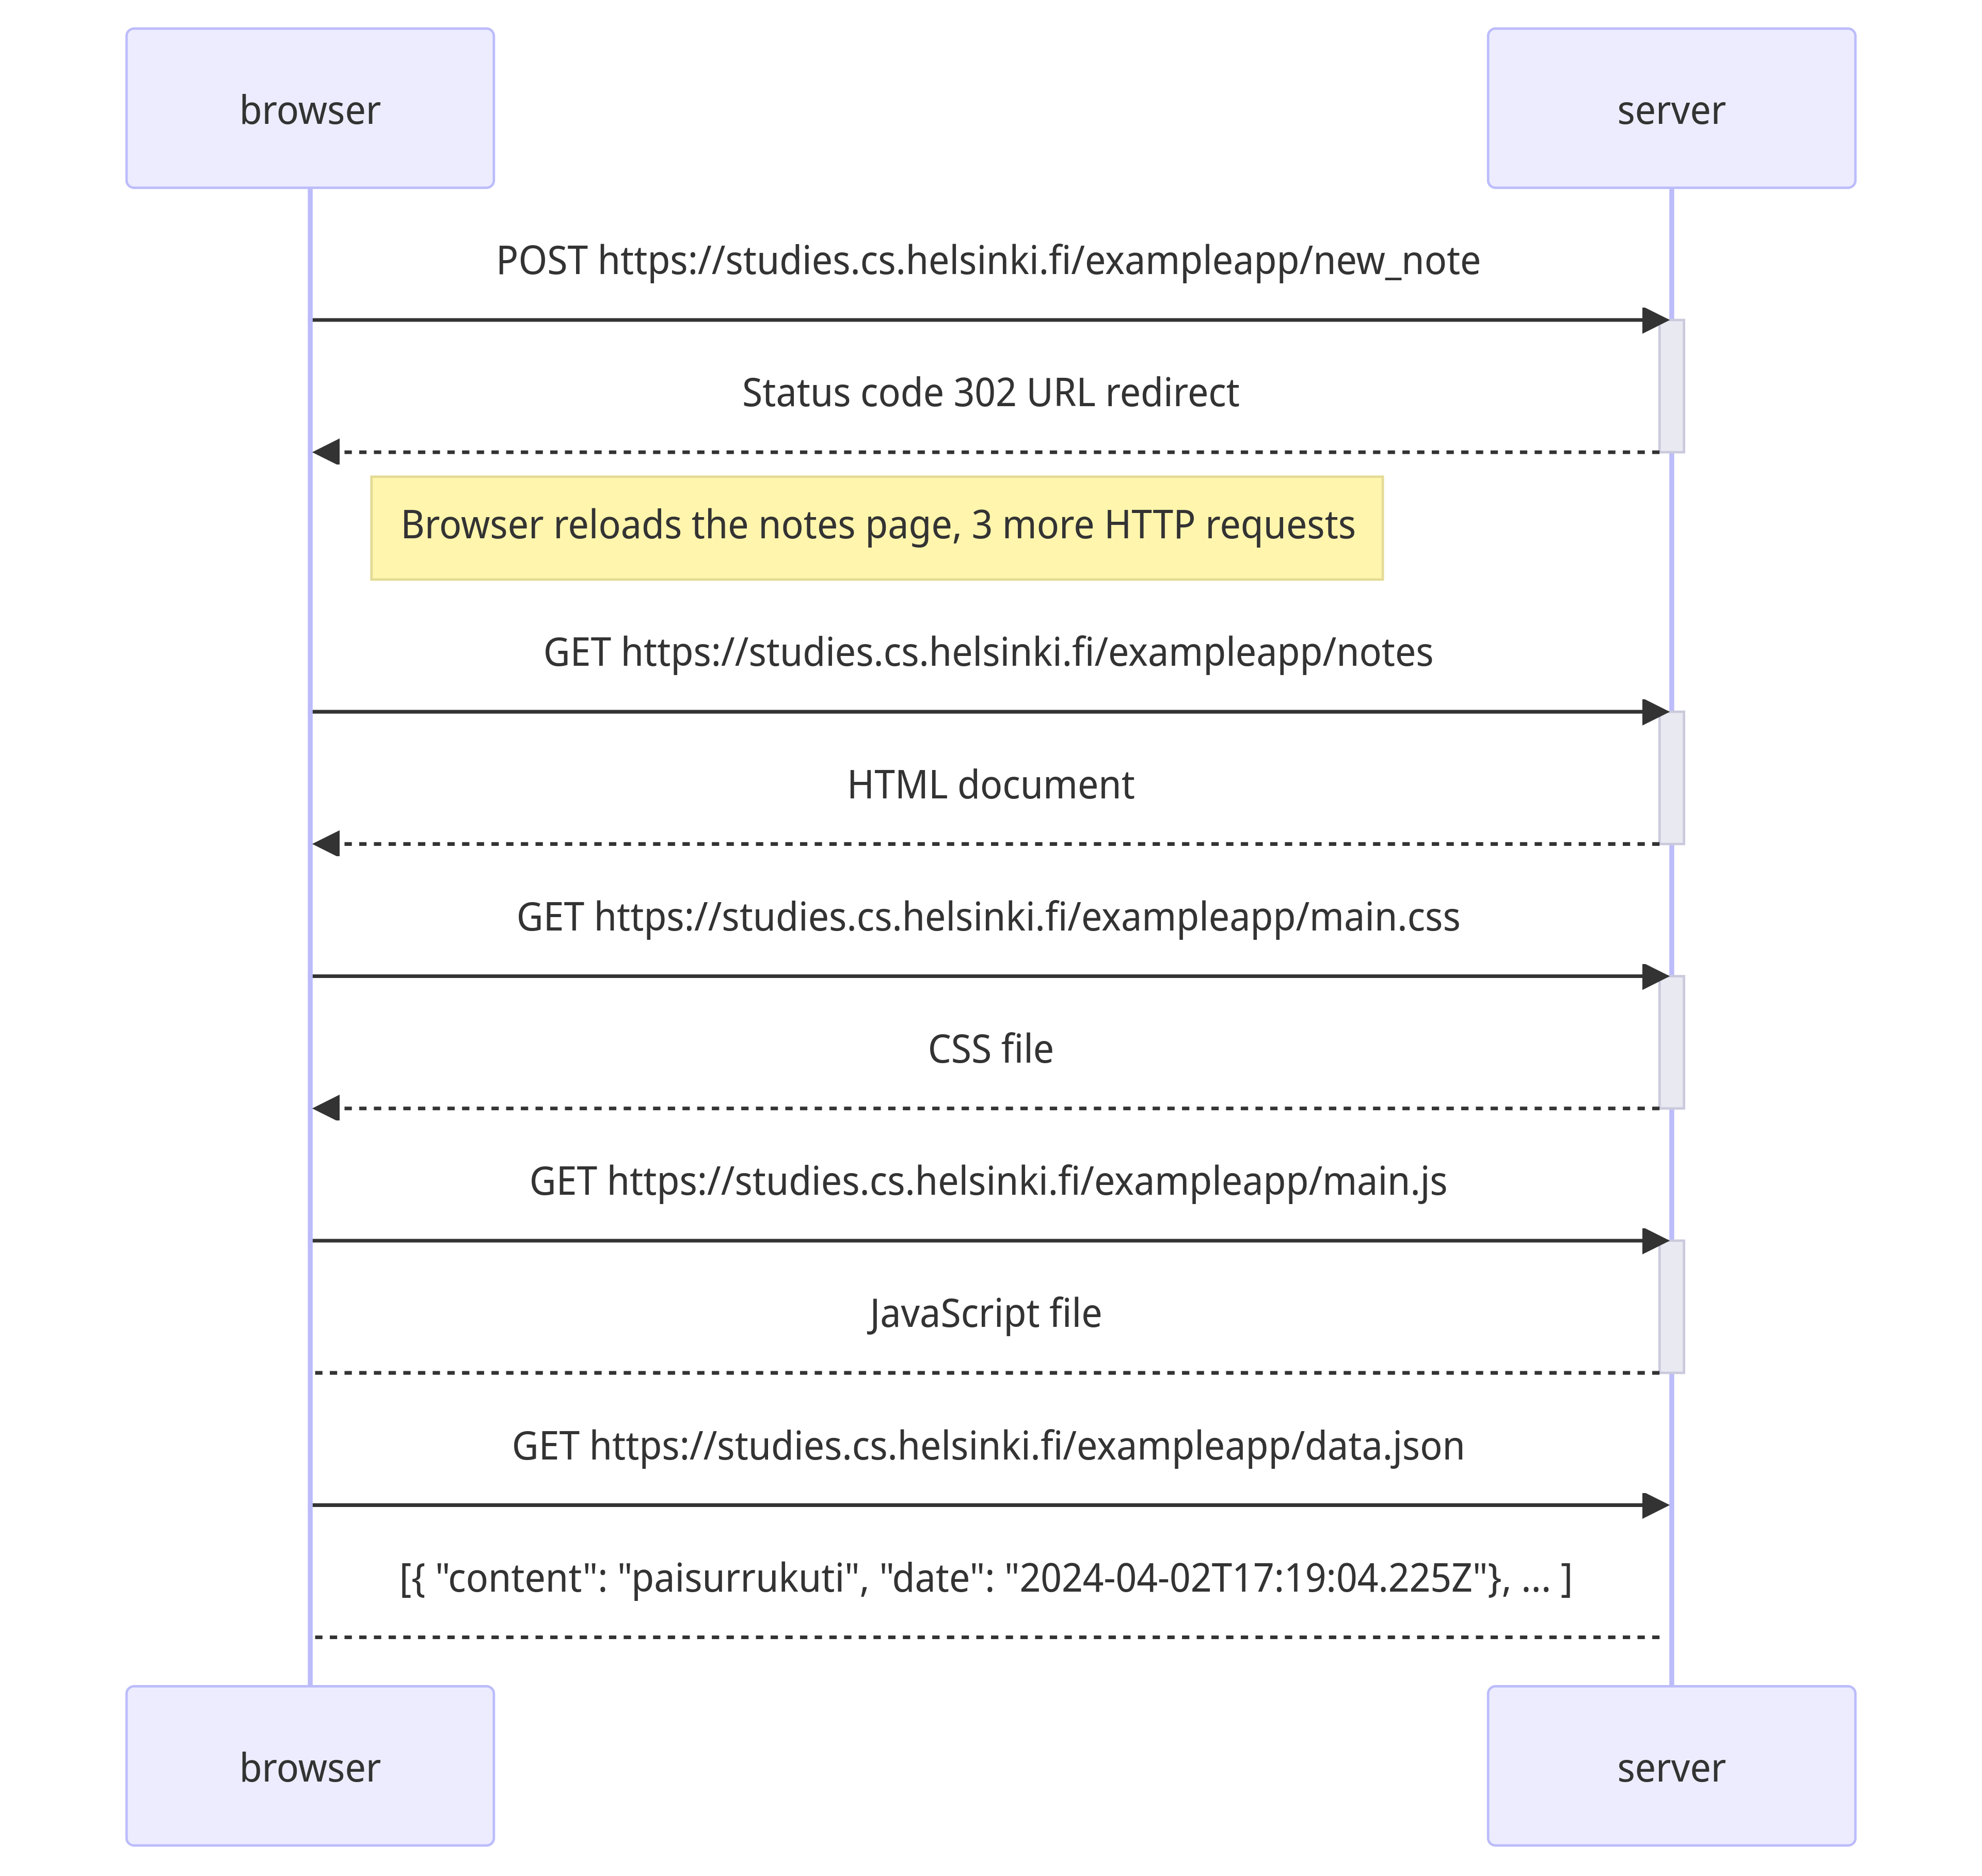 browser
server
POST https://studies.cs.helsinki.fi/exampleapp/new_note
Status code 302 URL redirect
Browser reloads the notes page, 3 more HTTP requests
GET https://studies.cs.helsinki.fi/exampleapp/notes
HTML document
GET https://studies.cs.helsinki.fi/exampleapp/main.css
CSS file
GET https://studies.cs.helsinki.fi/exampleapp/main.js
JavaScript file
GET https://studies.cs.helsinki.fi/exampleapp/data.json
[{ "content": "paisurrukuti", "date": "2024-04-02T17:19:04.225Z"}, ... ]
browser
server